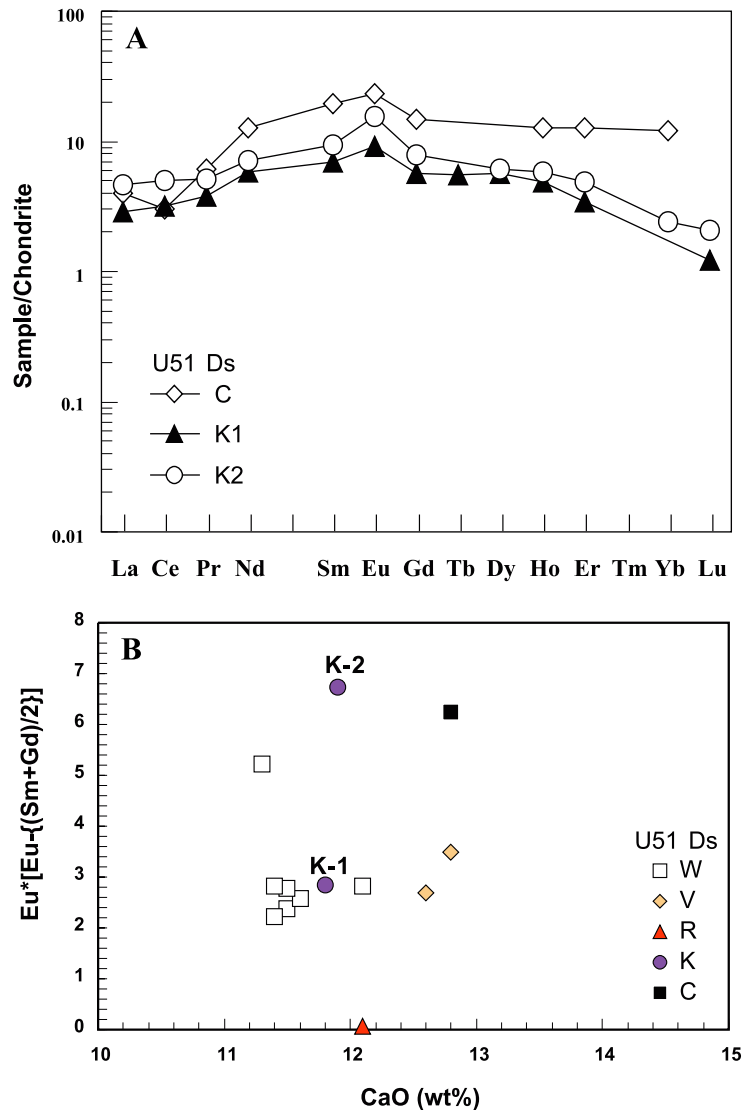 100
A
10
1
0.1
0.01
Sample/Chondrite
U51 Ds
C
K1
K2
La Ce Pr Nd Sm Eu Gd Tb Dy Ho Er Tm Yb Lu
8
7
6
5
4
3
2
1
0
B
Eu*[Eu-{(Sm+Gd)/2}]
K-2
K-1
U51 Ds
W
V
R
K
C
10 11 12 13 14 15
CaO (wt%)